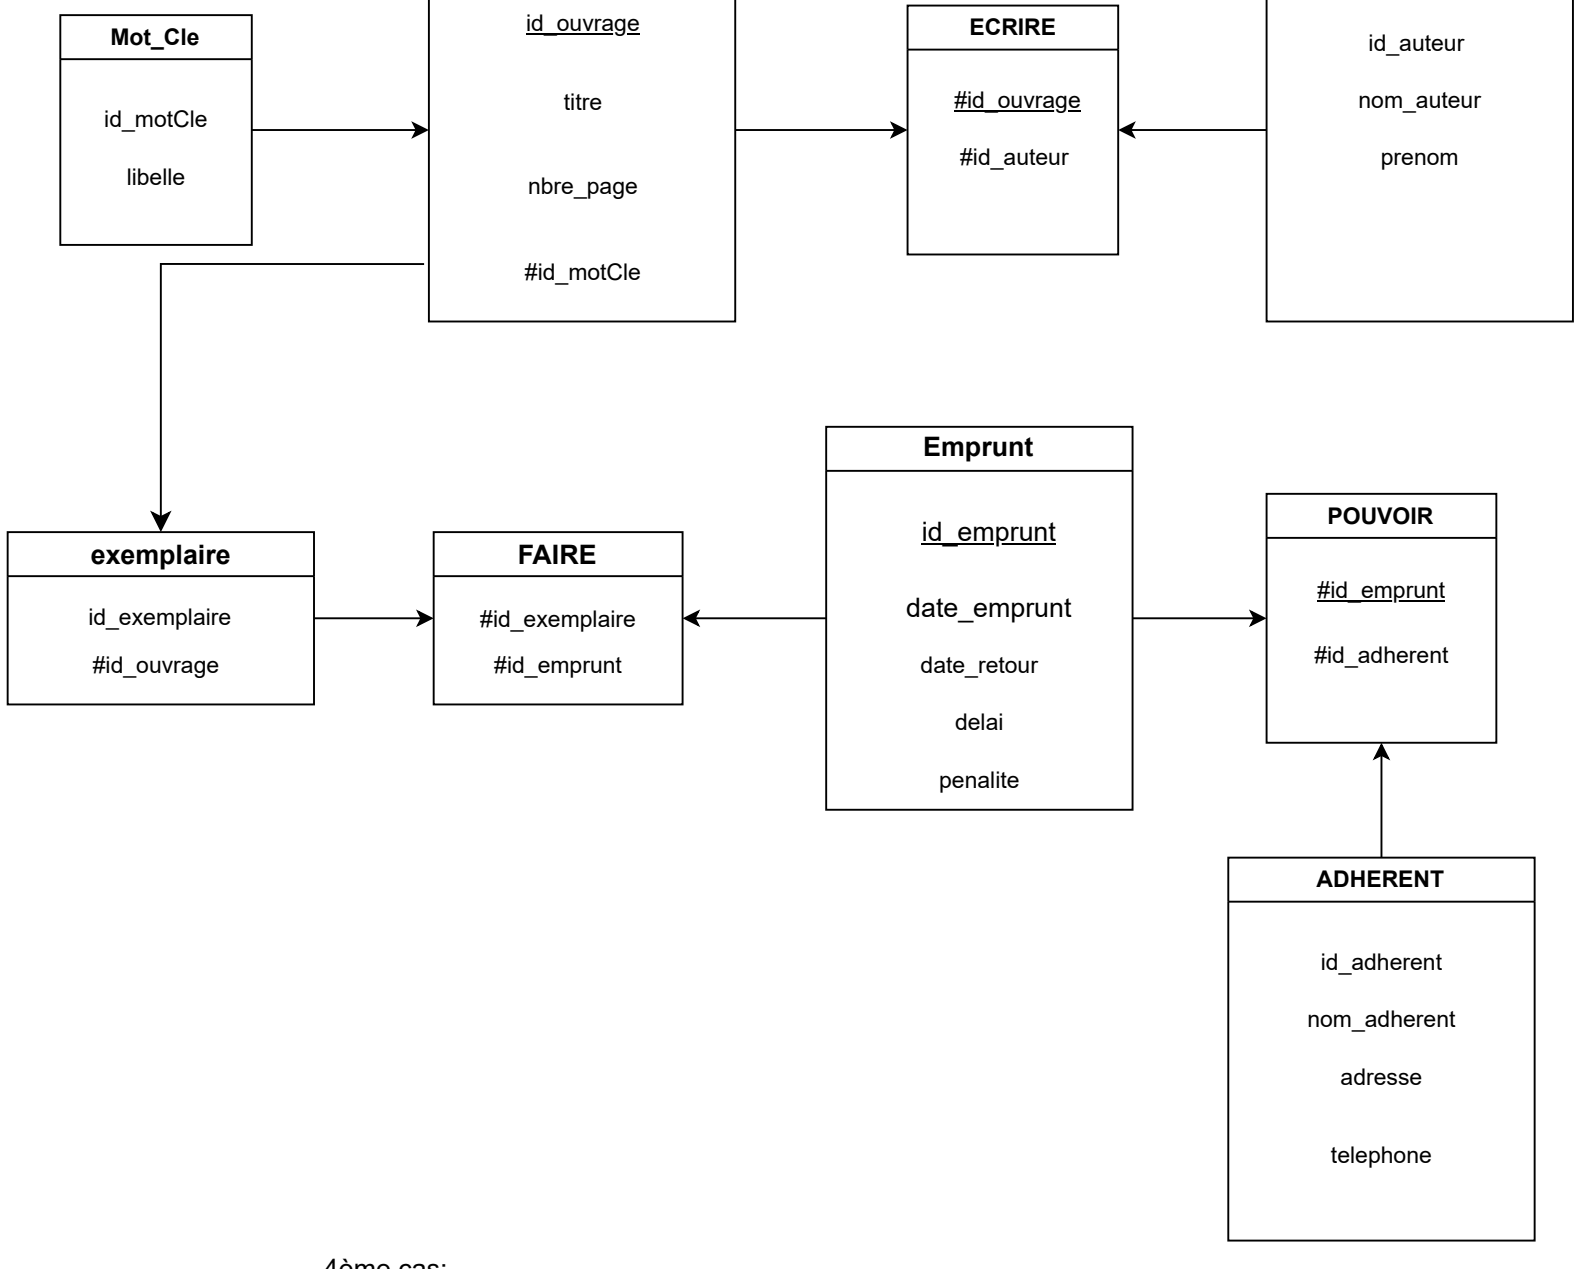 Mot_Cle
id_motCle
libelle
id_ouvrage
titre
nbre_page
#id_motCle
ECRIRE
#id_ouvrage
#id_auteur
id_auteur
nom_auteur
prenom
exemplaire
id_exemplaire
#id_ouvrage
FAIRE
#id_exemplaire
#id_emprunt
Emprunt
id_emprunt
date_emprunt
date_retour
delai
penalite
POUVOIR
#id_emprunt
#id_adherent
ADHERENT
id_adherent
nom_adherent
adresse
telephone
4ème cas: